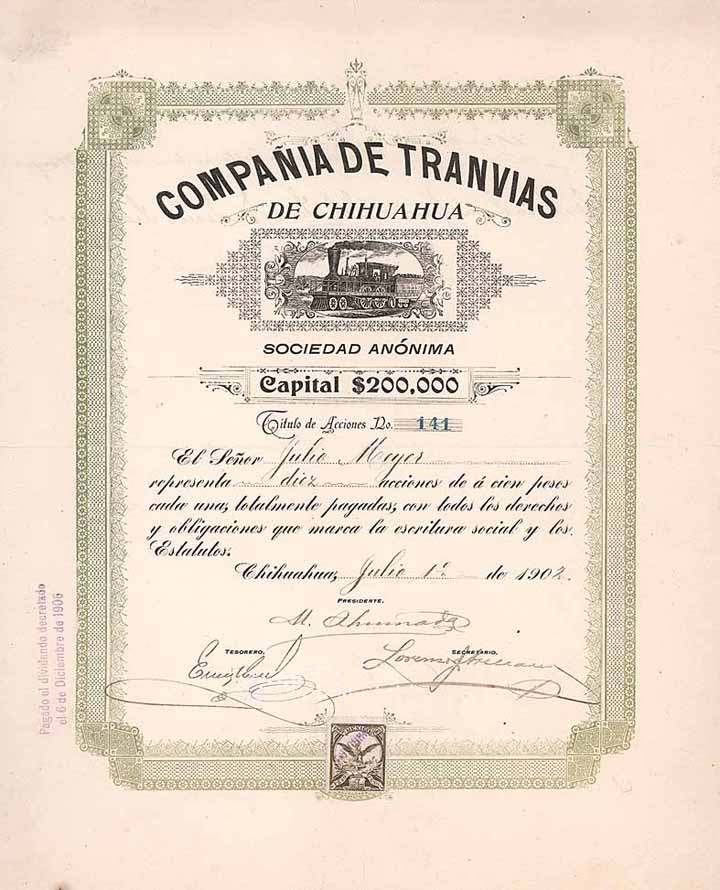 COMPAÑIA DE TRANVIAS
DE CHIHUAHUA
SOCIEDAD ANÓNIMA
Capital $200,000
Titulo de Acciones No. 141
El Señor Julio Meyer
representa diez acciones de á cien pesos
cada una, totalmente pagadas, con todos los derechos
y obligaciones que marca la escritura social y los
Estatutos.
Chihuahua, Julio 1º de 1902.
PRESIDENTE.
M. Ahumada
TESORERO.
SECRETARIO.
MEXICO
Pagado el dividendo decretado
el 6 de Diciembre de 1906